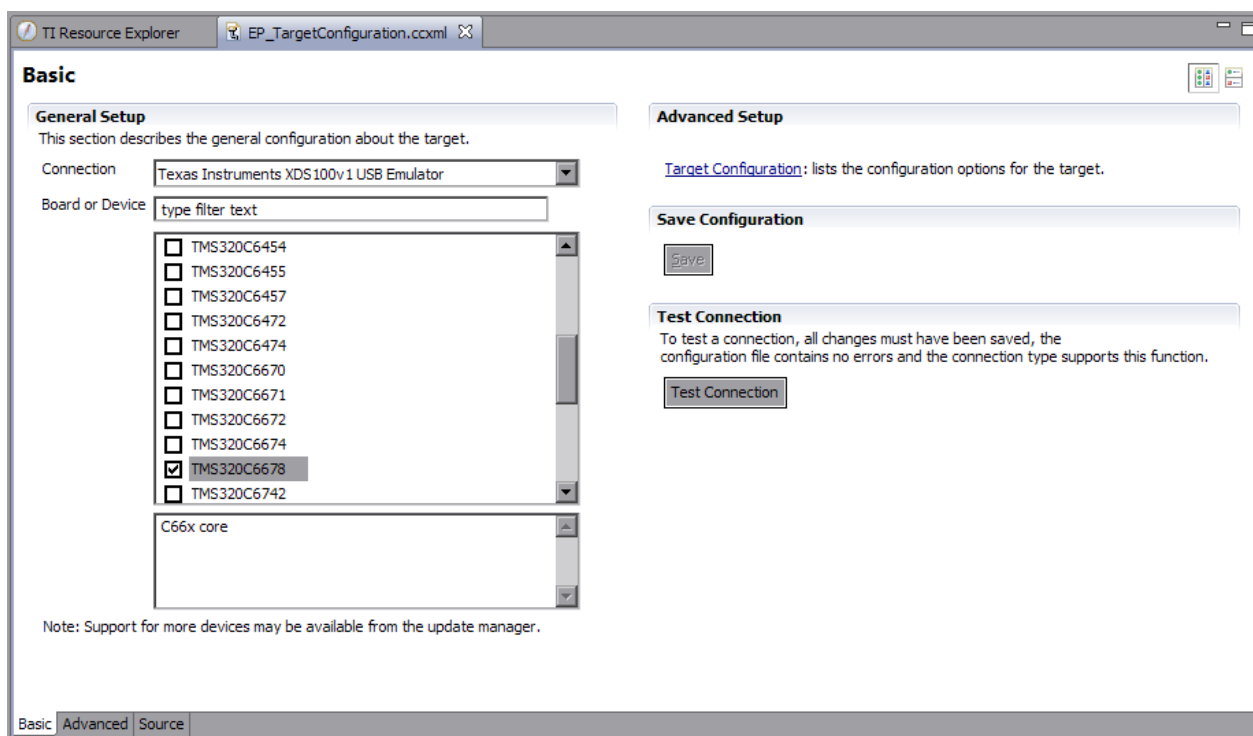 TI Resource Explorer
EP_TargetConfiguration.ccxml
Basic
General Setup
This section describes the general configuration about the target.
Connection
Texas Instruments XDS100v1 USB Emulator
Board or Device
type filter text
TMS320C6454
TMS320C6455
TMS320C6457
TMS320C6472
TMS320C6474
TMS320C6670
TMS320C6671
TMS320C6672
TMS320C6674
TMS320C6678
TMS320C6742
C66x core
Note: Support for more devices may be available from the update manager.
Advanced Setup
Target Configuration: lists the configuration options for the target.
Save Configuration
Save
Test Connection
To test a connection, all changes must have been saved, the
configuration file contains no errors and the connection type supports this function.
Test Connection
Basic
Advanced
Source